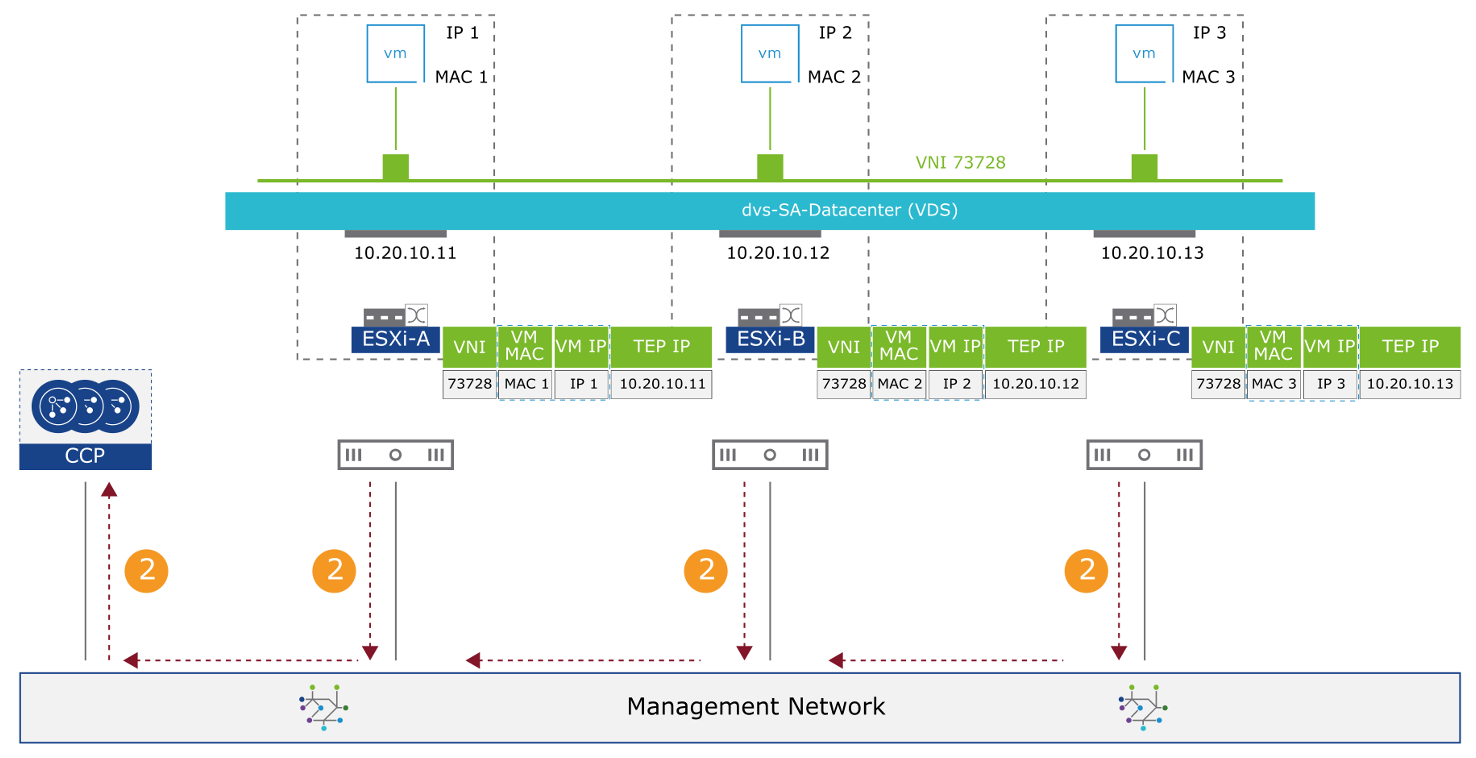 IP 1
IP 2
IP 3
vm
vm
vm
MAC 1
MAC 2
MAC 3
VNI 73728
dvs-SA-Datacenter (VDS)
10.20.10.11
10.20.10.12
10.20.10.13
ESXi-A
VNI
VM
MAC
VM IP
TEP IP
73728
MAC 1
IP 1
10.20.10.11
ESXi-B
VNI
VM
MAC
VM IP
TEP IP
73728
MAC 2
IP 2
10.20.10.12
ESXi-C
VNI
VM
MAC
VM IP
TEP IP
73728
MAC 3
IP 3
10.20.10.13
CCP
2
2
2
2
Management Network